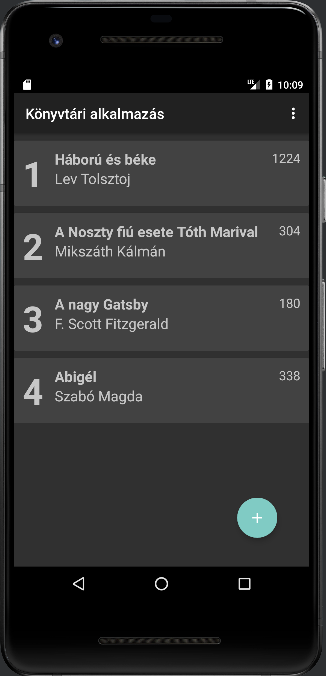 10:09
Könyvtári alkalmazás
1
Háború és béke
1224
Lev Tolsztoj
2
A Noszty fiú esete Tóth Marival
304
Mikszáth Kálmán
3
A nagy Gatsby
180
F. Scott Fitzgerald
4
Abigél
338
Szabó Magda
+